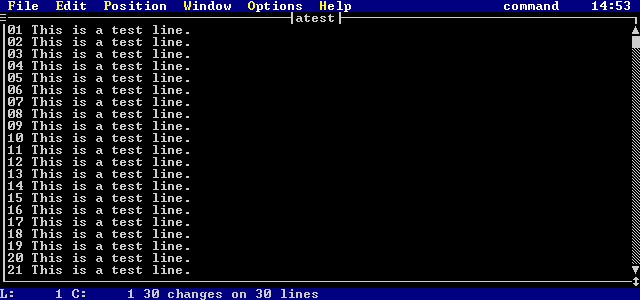 File Edit Position Window Options Help command 14:53
atest
01 This is a test line.
02 This is a test line.
03 This is a test line.
04 This is a test line.
05 This is a test line.
06 This is a test line.
07 This is a test line.
08 This is a test line.
09 This is a test line.
10 This is a test line.
11 This is a test line.
12 This is a test line.
13 This is a test line.
14 This is a test line.
15 This is a test line.
16 This is a test line.
17 This is a test line.
18 This is a test line.
19 This is a test line.
20 This is a test line.
21 This is a test line.
L: 1 C: 1 30 changes on 30 lines